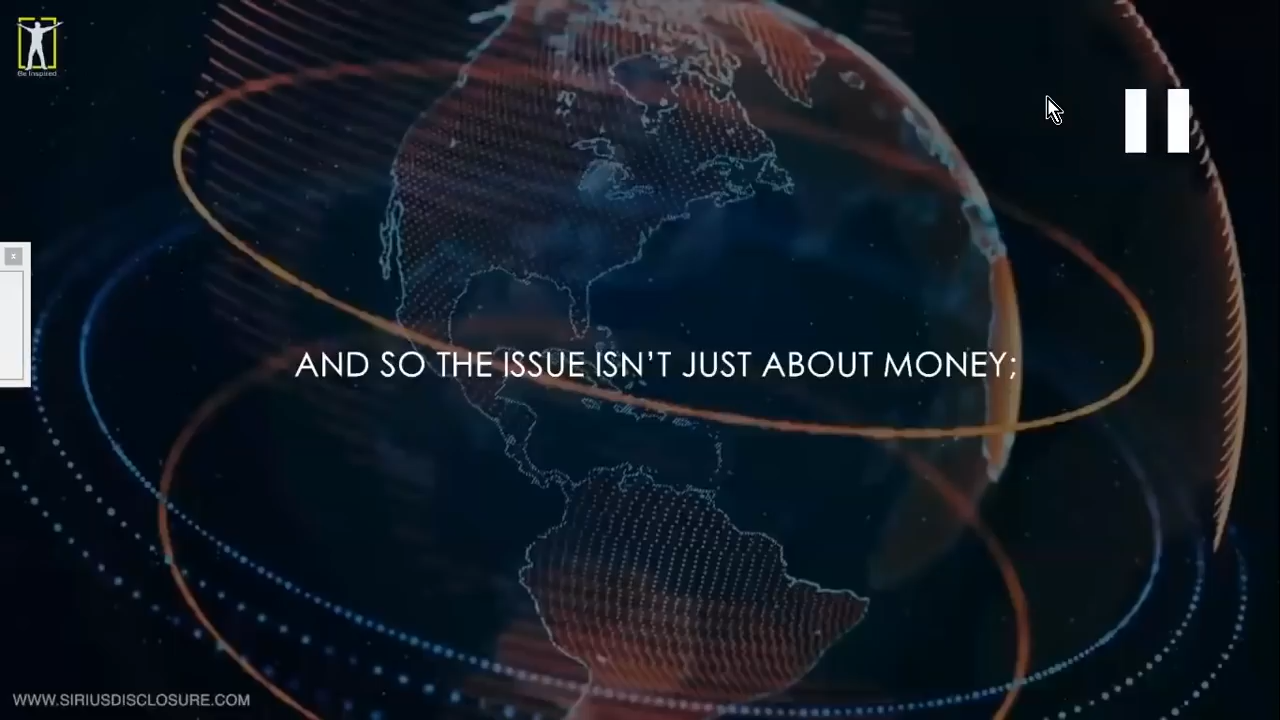 Be Inspired
AND SO THE ISSUE ISN’T JUST ABOUT MONEY;
WWW.SIRIUSDISCLOSURE.COM
x